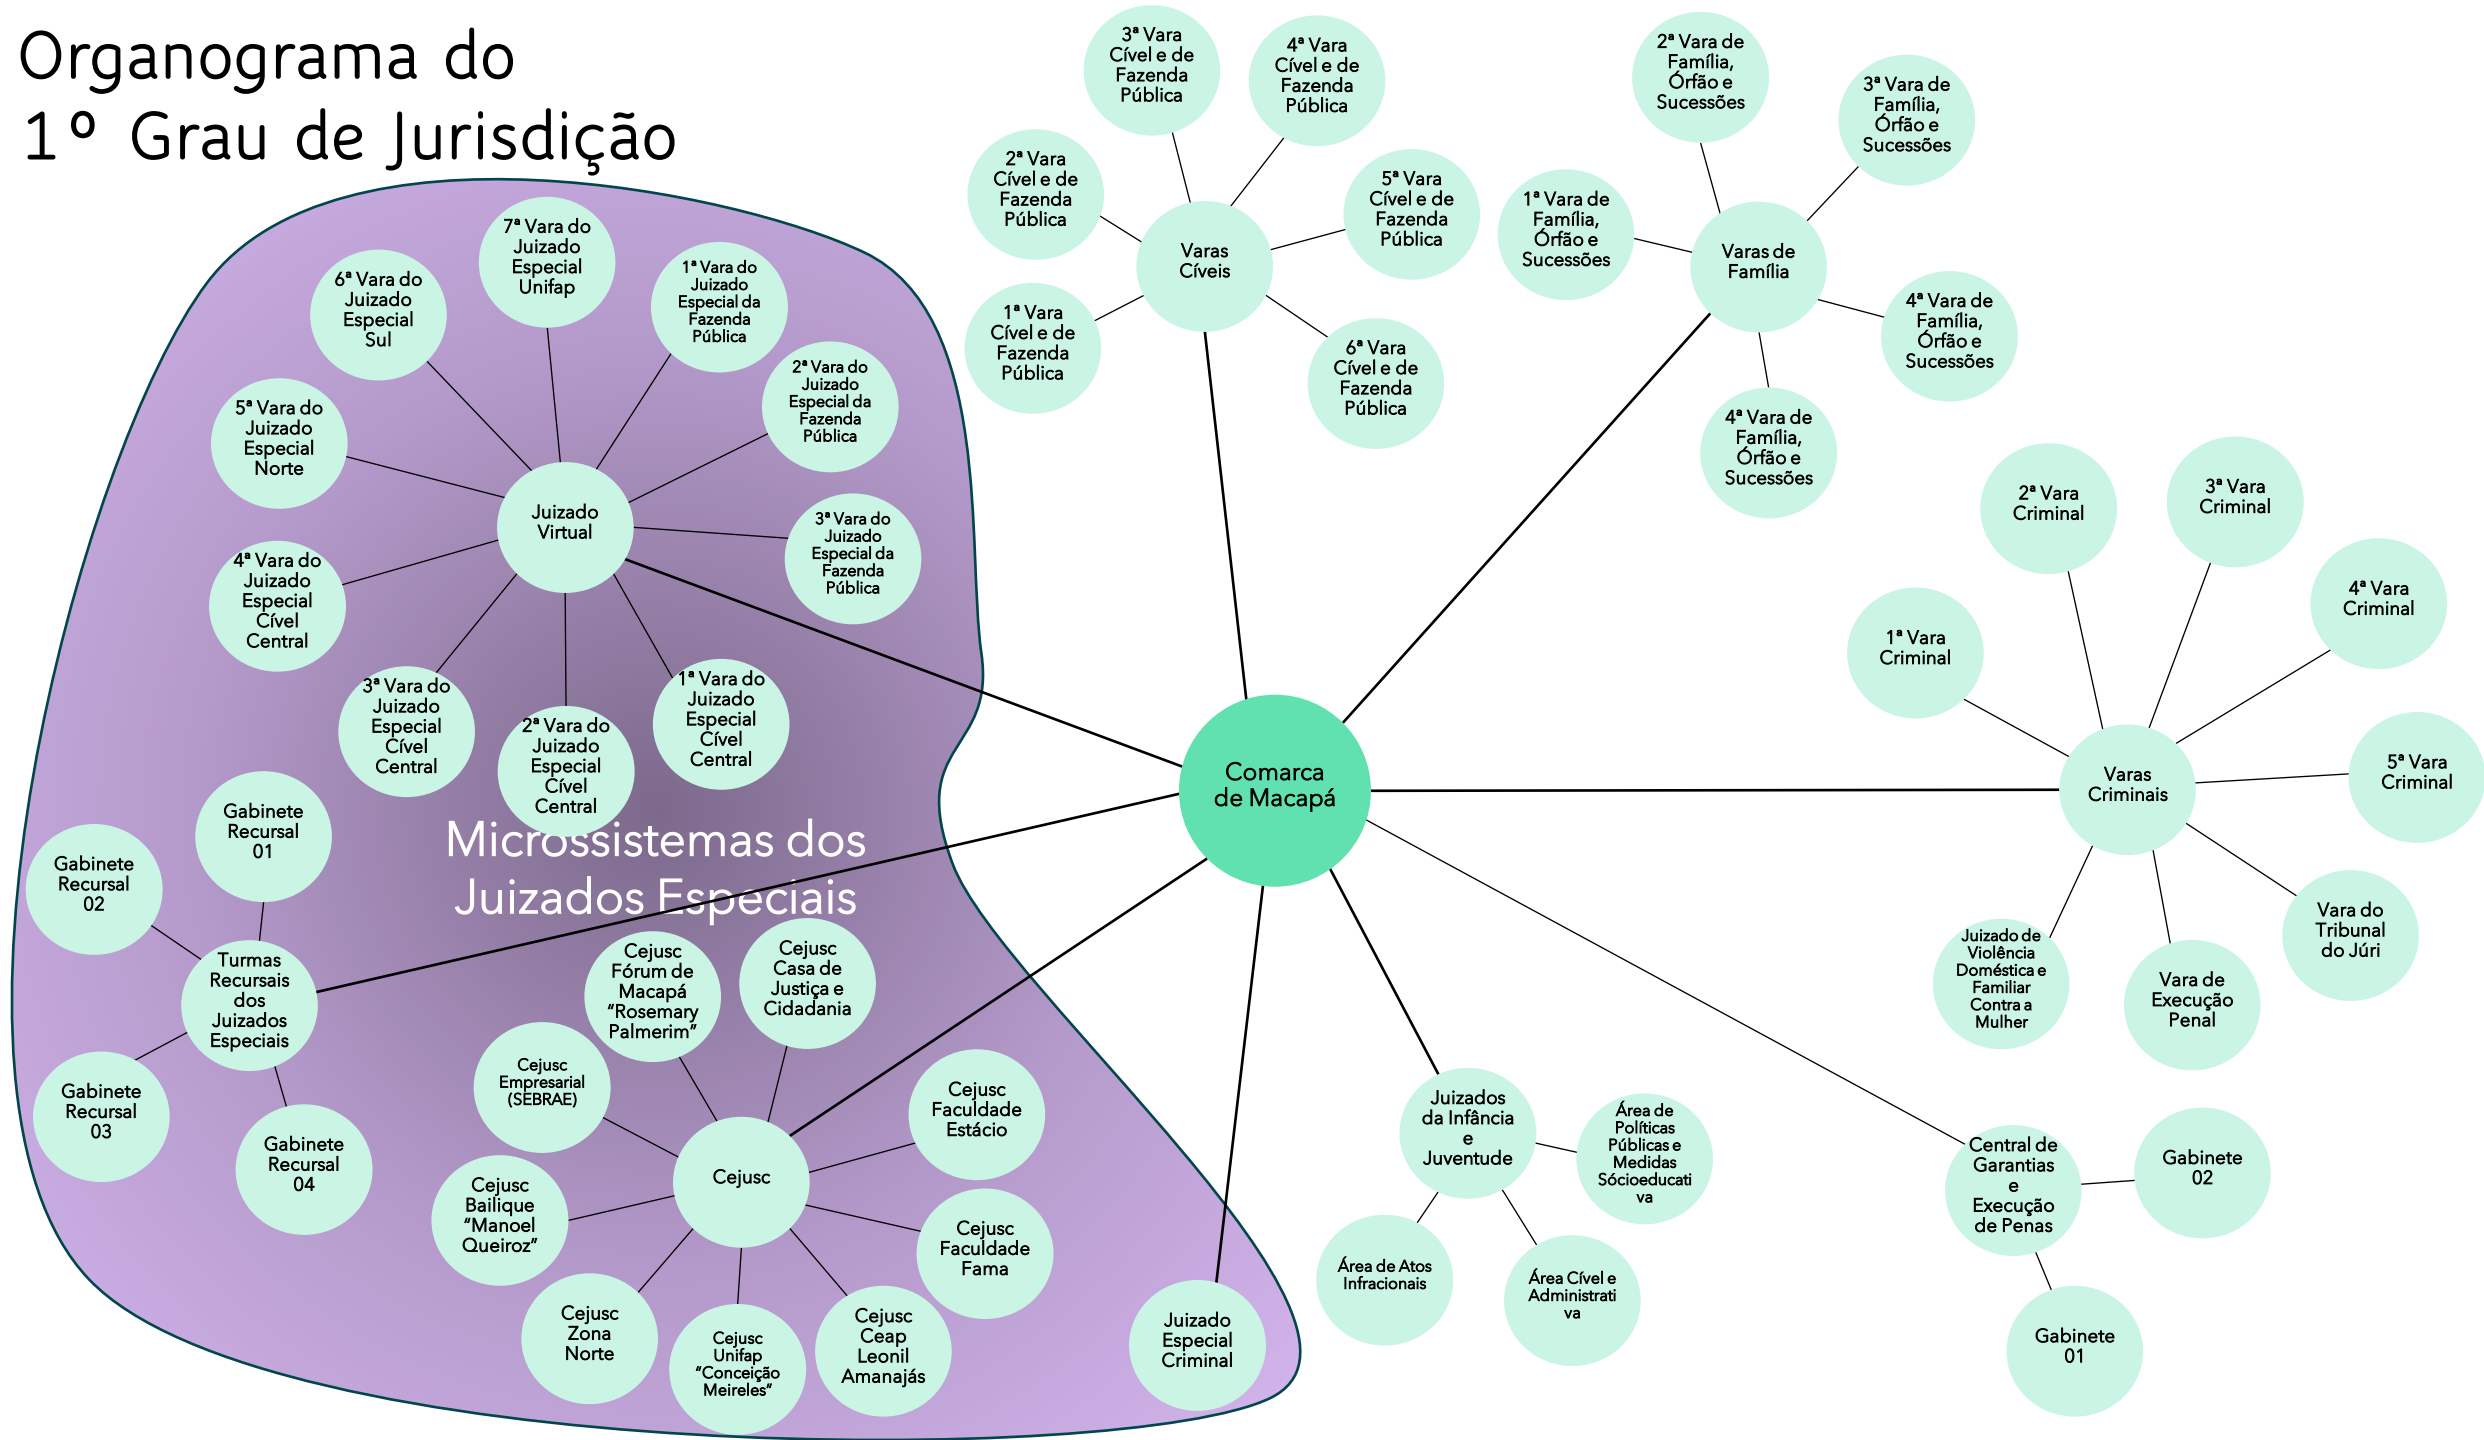 Organograma do
1º Grau de Jurisdição
7ª Vara do
Juizado
Especial
Unifap
6ª Vara do
Juizado
Especial
Sul
1ª Vara do
Juizado
Especial da
Fazenda
Pública
2ª Vara do
Juizado
Especial da
Fazenda
Pública
5ª Vara do
Juizado
Especial
Norte
Juizado
Virtual
3ª Vara do
Juizado
Especial da
Fazenda
Pública
4ª Vara do
Juizado
Especial
Cível
Central
3ª Vara do
Juizado
Especial
Cível
Central
2ª Vara do
Juizado
Especial
Cível
Central
1ª Vara do
Juizado
Especial
Cível
Central
Microssistemas dos
Juizados Especiais
Gabinete
Recursal
01
Gabinete
Recursal
02
Turmas
Recursais
dos
Juizados
Especiais
Gabinete
Recursal
03
Gabinete
Recursal
04
Cejusc
Fórum de
Macapá
“Rosemary
Palmerim”
Cejusc
Casa de
Justiça e
Cidadania
Cejusc
Empresarial
(SEBRAE)
Cejusc
Faculdade
Estácio
Cejusc
Cejusc
Bailique
“Manoel
Queiroz”
Cejusc
Faculdade
Fama
Cejusc
Zona
Norte
Cejusc
Unifap
“Conceição
Meireles”
Cejusc
Ceap
Leonil
Amanajás
Juizado
Especial
Criminal
3ª Vara
Cível e de
Fazenda
Pública
4ª Vara
Cível e de
Fazenda
Pública
2ª Vara
Cível e de
Fazenda
Pública
5ª Vara
Cível e de
Fazenda
Pública
Varas
Cíveis
1ª Vara
Cível e de
Fazenda
Pública
6ª Vara
Cível e de
Fazenda
Pública
2ª Vara de
Família,
Órfão e
Sucessões
3ª Vara de
Família,
Órfão e
Sucessões
1ª Vara de
Família,
Órfão e
Sucessões
Varas de
Família
4ª Vara de
Família,
Órfão e
Sucessões
4ª Vara de
Família,
Órfão e
Sucessões
Comarca
de Macapá
2ª Vara
Criminal
3ª Vara
Criminal
4ª Vara
Criminal
1ª Vara
Criminal
5ª Vara
Criminal
Varas
Criminais
Vara do
Tribunal
do Júri
Juizado de
Violência
Doméstica e
Familiar
Contra a
Mulher
Vara de
Execução
Penal
Juizados
da Infância
e
Juventude
Área de
Políticas
Públicas e
Medidas
Sócioeducati
va
Área de Atos
Infracionais
Área Cível e
Administrati
va
Central de
Garantias
e
Execução
de Penas
Gabinete
02
Gabinete
01